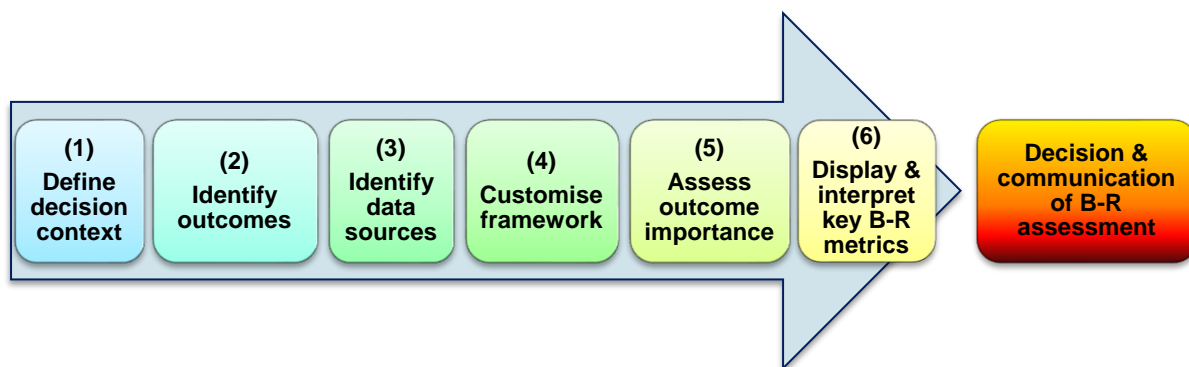 (1)
Define
decision
context
(2)
Identify
outcomes
(3)
Identify
data
sources
(4)
Customise
framework
(5)
Assess
outcome
importance
(6)
Display &
interpret
key B-R
metrics
Decision &
communication
of B-R
assessment